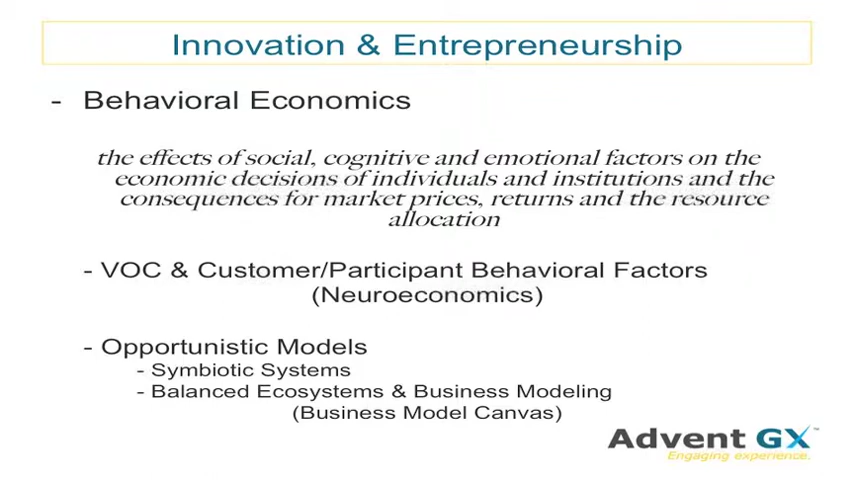 Innovation & Entrepreneurship
- Behavioral Economics
the effects of social, cognitive and emotional factors on the
economic decisions of individuals and institutions and the
consequences for market prices, returns and the resource
allocation
- VOC & Customer/Participant Behavioral Factors
(Neuroeconomics)
- Opportunistic Models
- Symbiotic Systems
- Balanced Ecosystems & Business Modeling
(Business Model Canvas)
Advent GX™
Engaging experience.